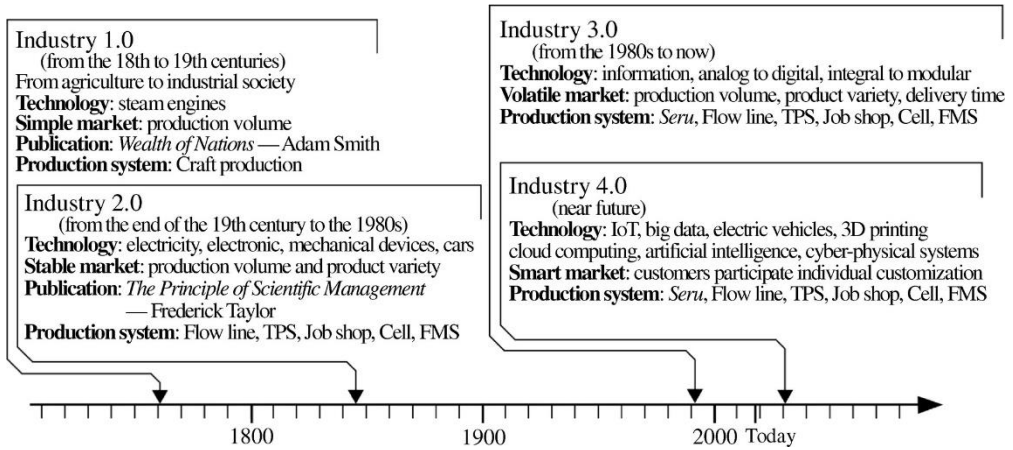 Industry 1.0
(from the 18th to 19th centuries)
From agriculture to industrial society
Technology: steam engines
Simple market: production volume
Publication: Wealth of Nations — Adam Smith
Production system: Craft production
Industry 2.0
(from the end of the 19th century to the 1980s)
Technology: electricity, electronic, mechanical devices, cars
Stable market: production volume and product variety
Publication: The Principle of Scientific Management
— Frederick Taylor
Production system: Flow line, TPS, Job shop, Cell, FMS
Industry 3.0
(from the 1980s to now)
Technology: information, analog to digital, integral to modular
Volatile market: production volume, product variety, delivery time
Production system: Seru, Flow line, TPS, Job shop, Cell, FMS
Industry 4.0
(near future)
Technology: IoT, big data, electric vehicles, 3D printing
cloud computing, artificial intelligence, cyber-physical systems
Smart market: customers participate individual customization
Production system: Seru, Flow line, TPS, Job shop, Cell, FMS
1800 1900 2000 Today